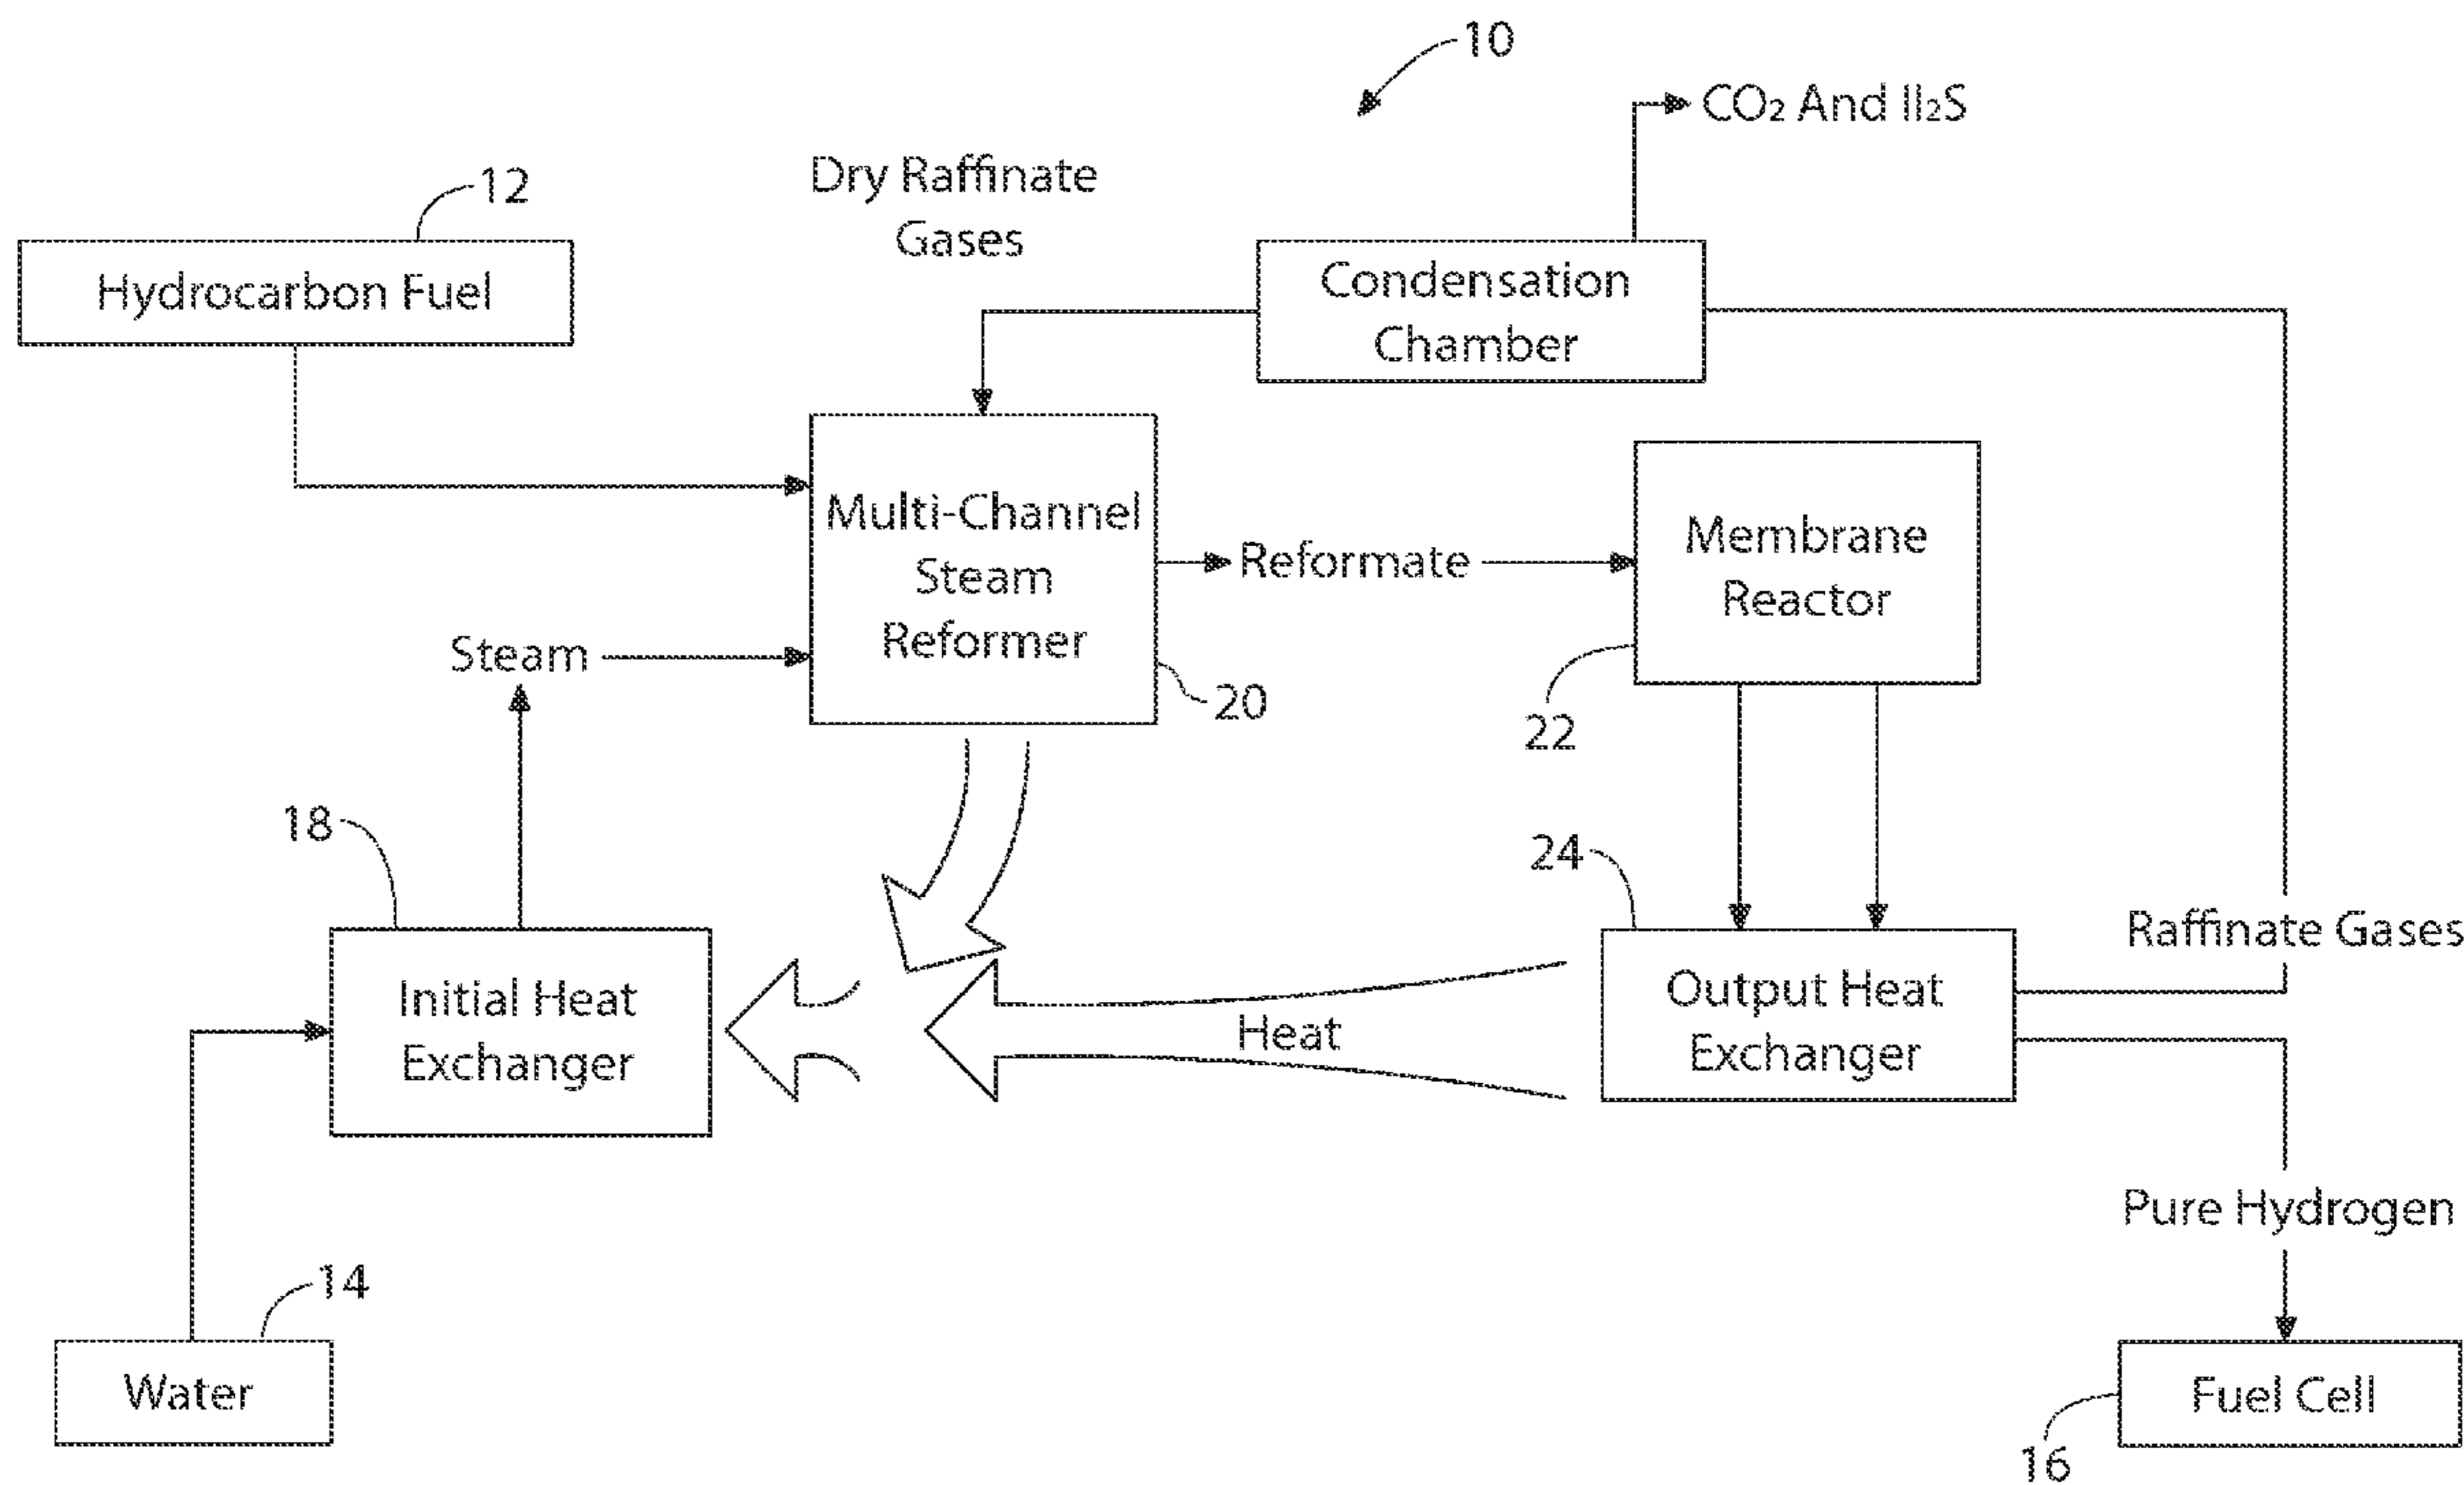 10
CO₂ And II₂S
Dry Raffinate
Gases
12
Hydrocarbon Fuel
Condensation
Chamber
Multi-Channel
Steam
Reformer
Reformate
Membrane
Reactor
Steam
20
22
18
24
Raffinate Gases
Initial Heat
Exchanger
Heat
Output Heat
Exchanger
Pure Hydrogen
14
Water
Fuel Cell
16